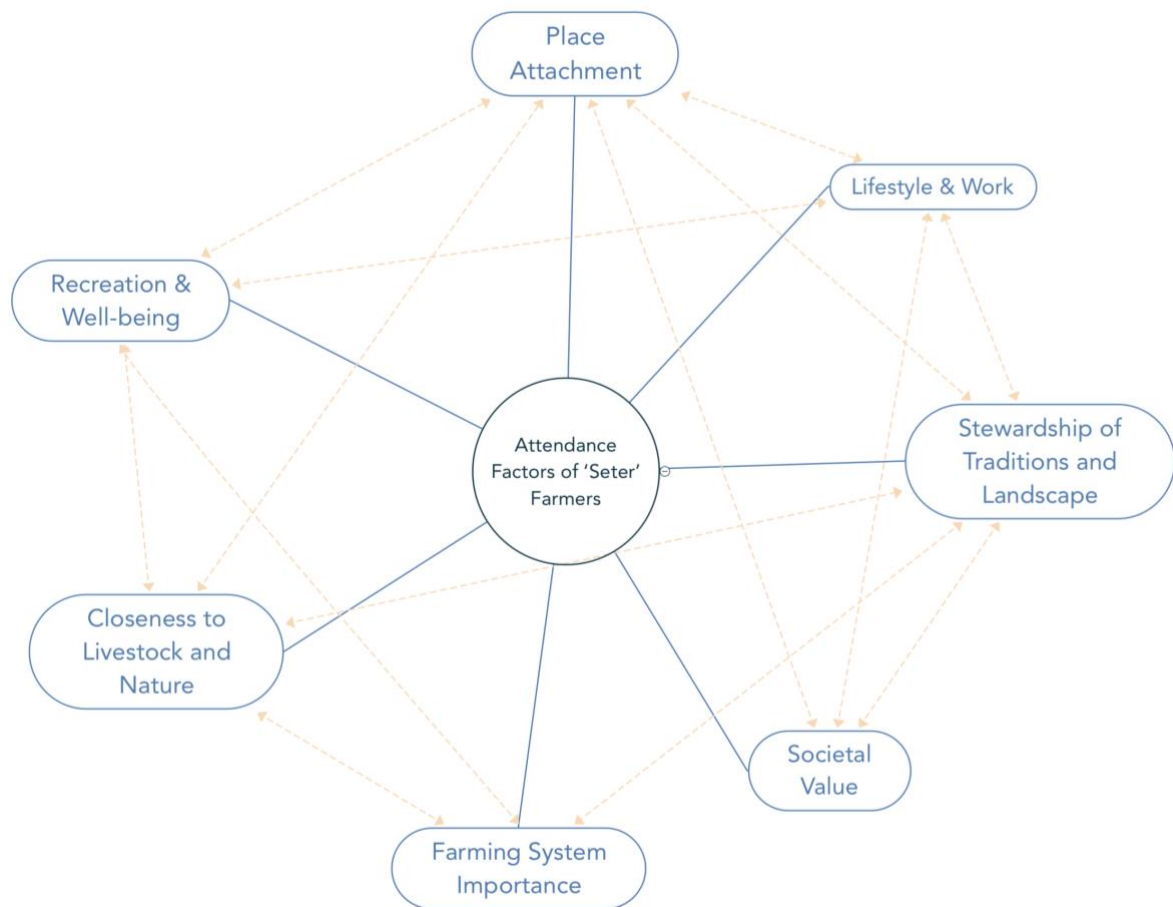 Place
Attachment
Lifestyle & Work
Recreation &
Well-being
Attendance
Factors of ‘Seter’
Farmers
Stewardship of
Traditions and
Landscape
Closeness to
Livestock and
Nature
Societal
Value
Farming System
Importance